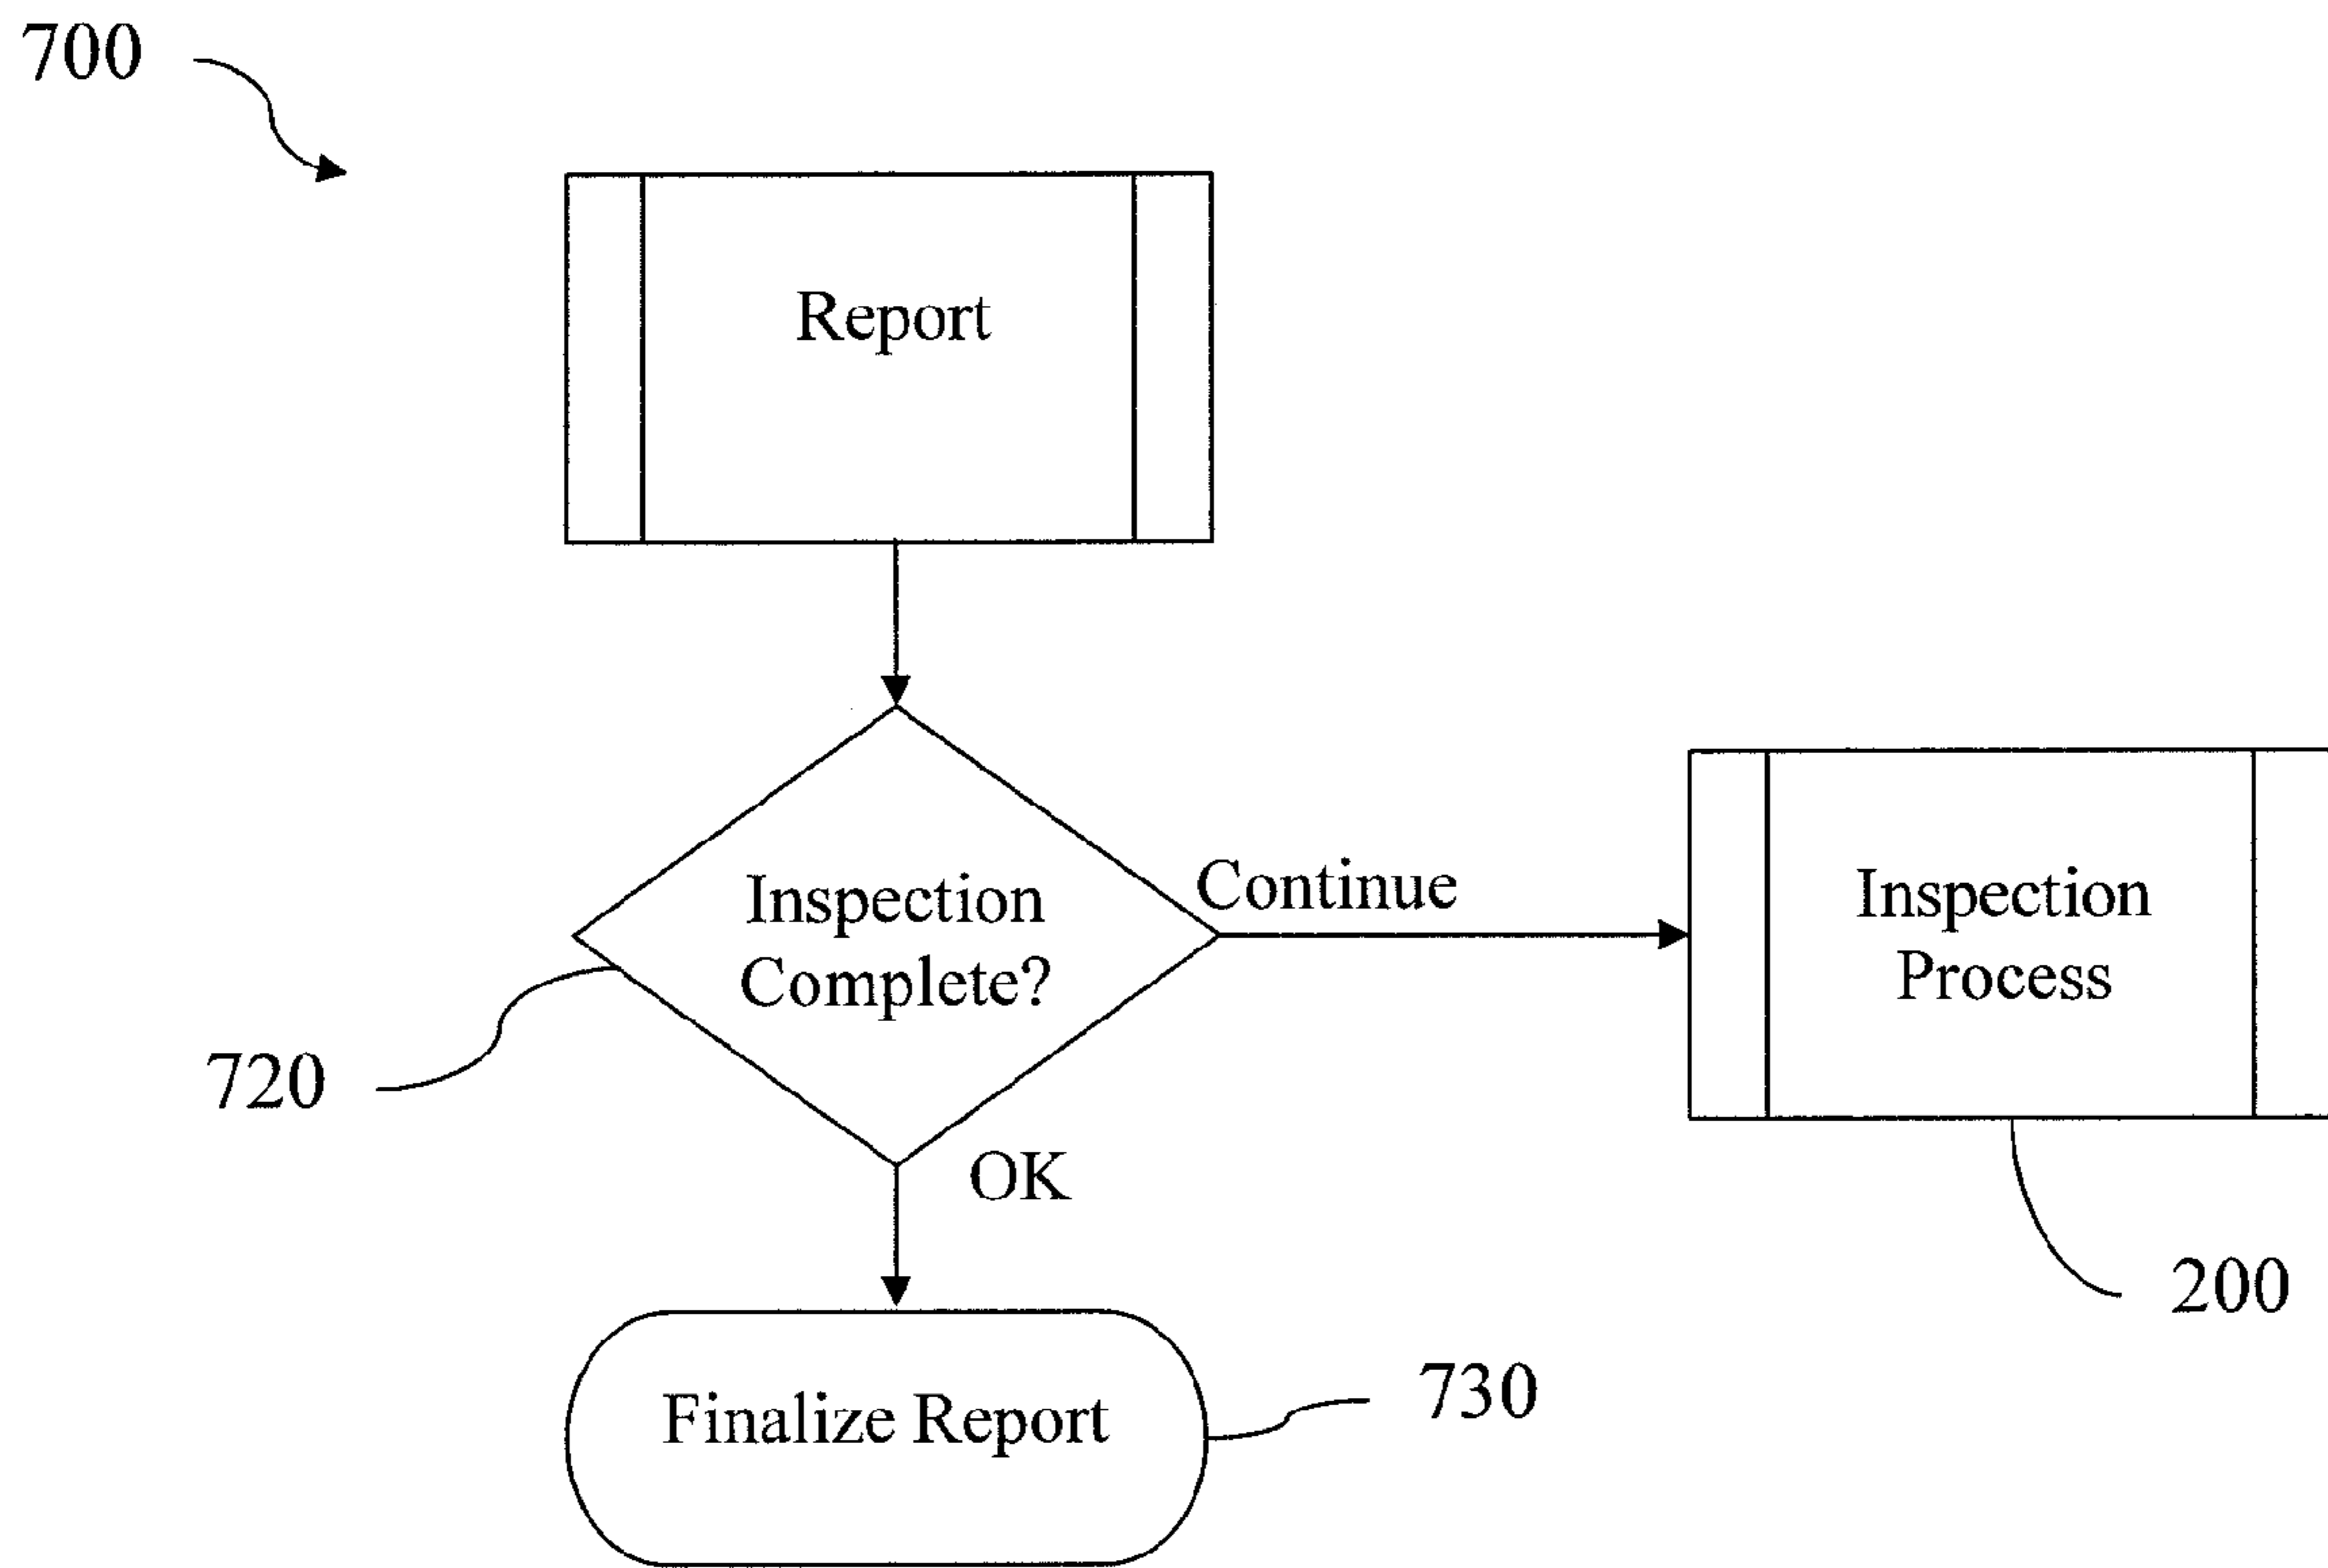 700
Report
Inspection
Complete?
Continue
Inspection
Process
720
OK
200
Finalize Report
730